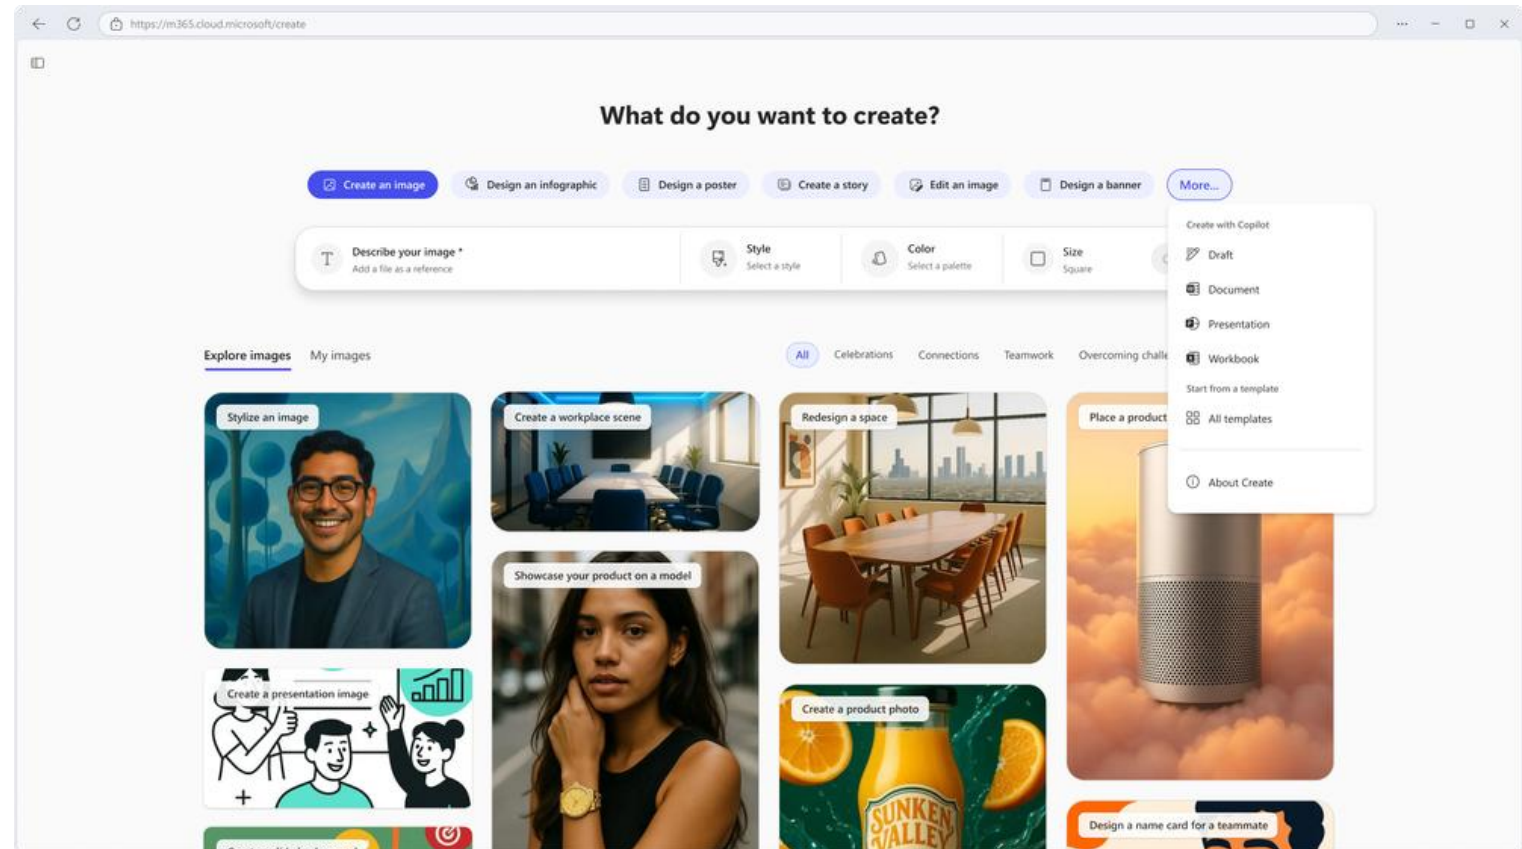 https://m365.cloud.microsoft/create
What do you want to create?
Create an image
Design an infographic
Design a poster
Create a story
Edit an image
Design a banner
More...
Describe your image *
Add a file as a reference
Style
Select a style
Color
Select a palette
Size
Square
Create with Copilot
Draft
Document
Presentation
Workbook
Start from a template
All templates
About Create
Explore images
My images
All
Celebrations
Connections
Teamwork
Overcoming
Stylize an image
Create a workplace scene
Redesign a space
Place a product
Showcase your product on a model
Create a presentation image
Create a product photo
SUNKEN
VALLEY
Design a name card for a teammate